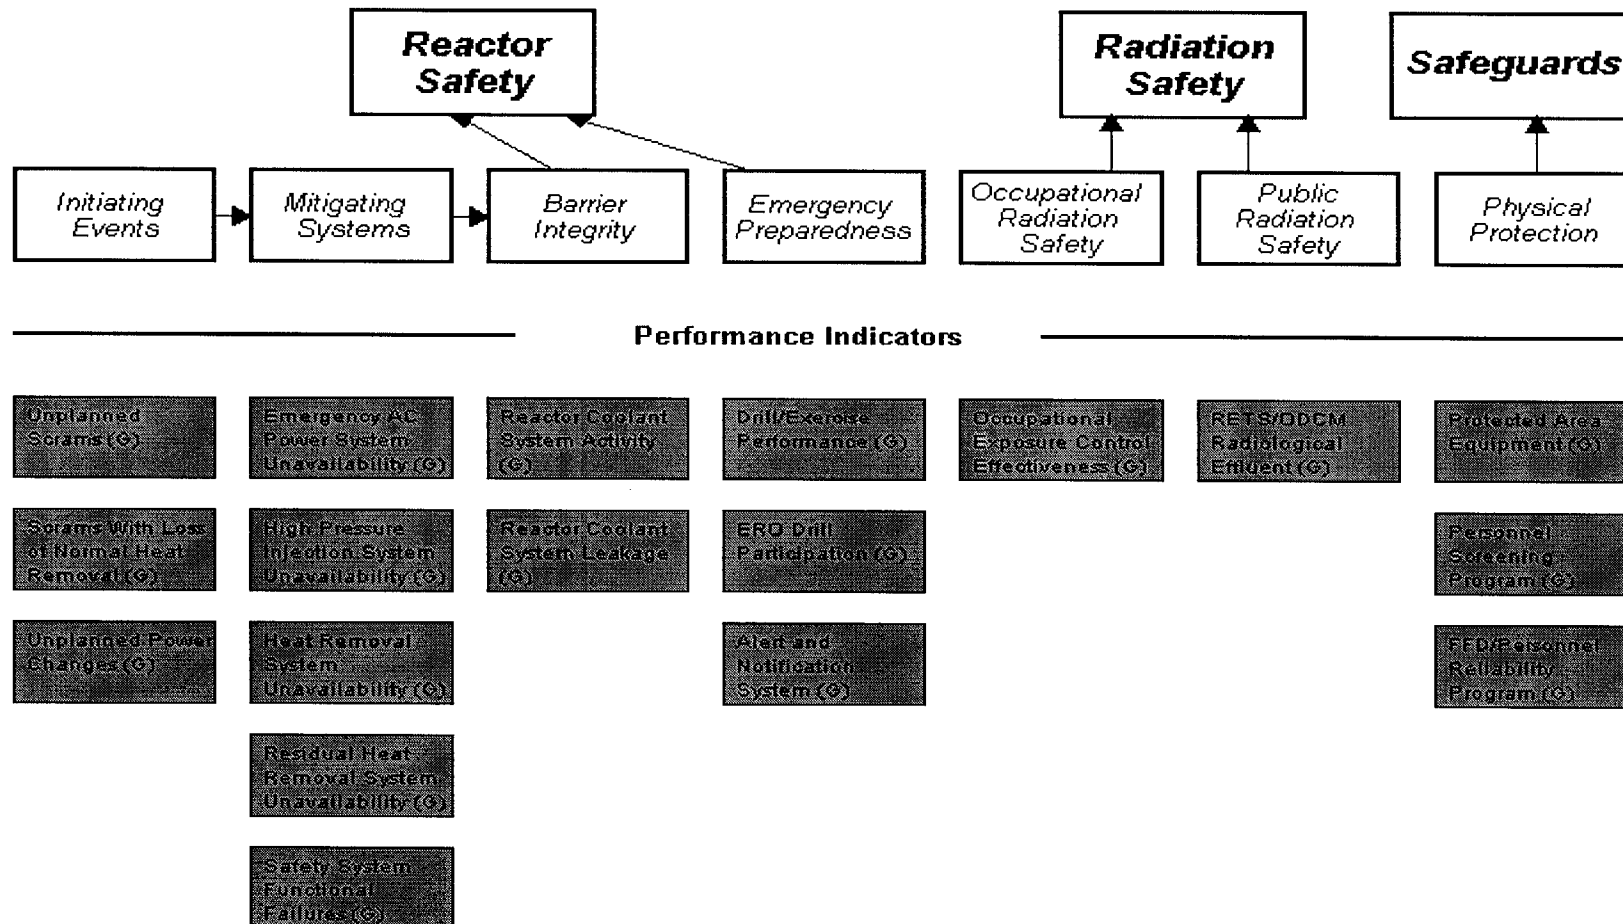 Reactor
Safety
Radiation
Safety
Safeguards
Initiating
Events
Mitigating
Systems
Barrier
Integrity
Emergency
Preparedness
Occupational
Radiation
Safety
Public
Radiation
Safety
Physical
Protection
Performance Indicators
Unplanned
Scrams (G)
Emergency AC
Power System
Unavailability (G)
Reactor Coolant
System Activity
(G)
Drill/Exercise
Performance (G)
Occupational
Exposure Control
Effectiveness (G)
RETS/ODCM
Radiological
Effluent (G)
Protected Area
Equipment (G)
Scrams With Loss
of Normal Heat
Removal (G)
High Pressure
Injection System
Unavailability (G)
Reactor Coolant
System Leakage
(G)
ERO Drill
Participation (G)
Personnel
Screening
Program (G)
Unplanned Power
Changes (G)
Heat Removal
System
Unavailability (G)
Alert and
Notification
System (G)
FFD/Personnel
Reliability
Program (G)
Residual Heat
Removal System
Unavailability (G)
Safety System
Functional
Failures (G)